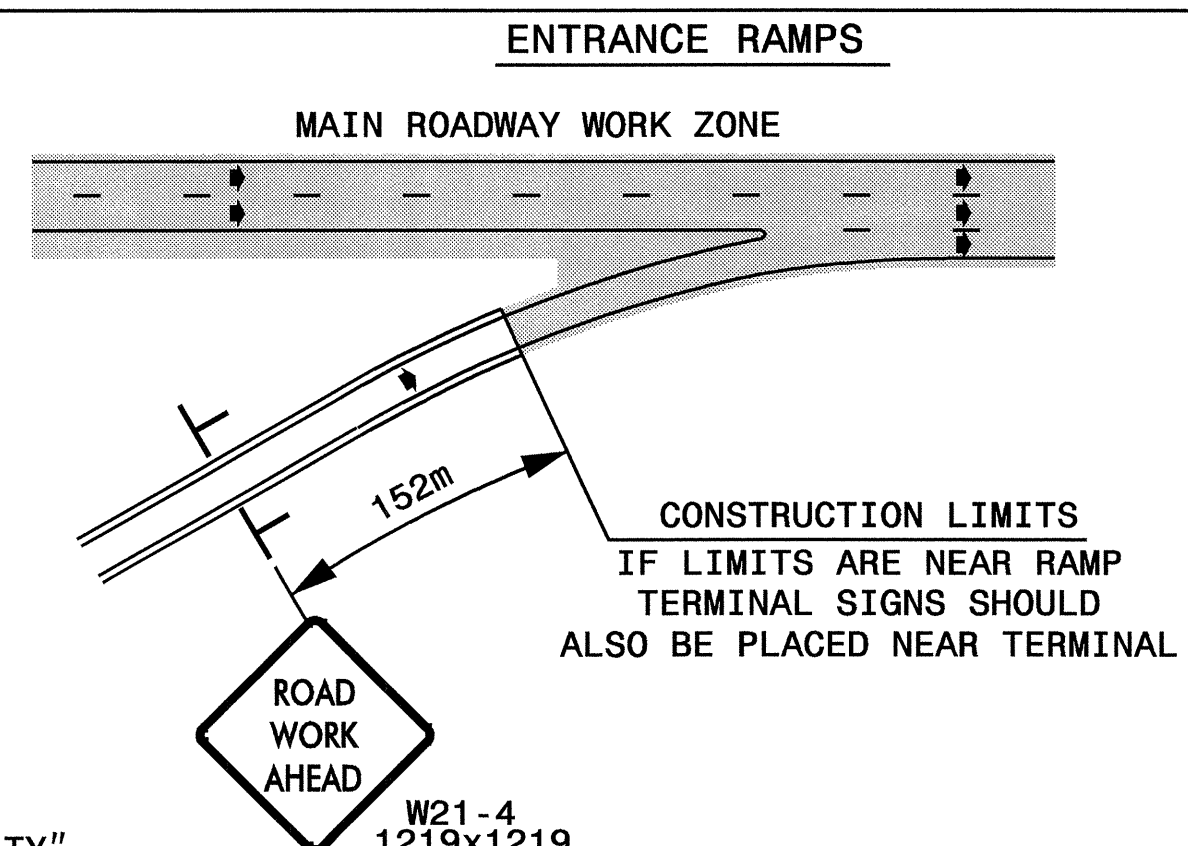 ENTRANCE RAMPS
MAIN ROADWAY WORK ZONE
152m
CONSTRUCTION LIMITS
IF LIMITS ARE NEAR RAMP
TERMINAL SIGNS SHOULD
ALSO BE PLACED NEAR TERMINAL
ROAD
WORK
AHEAD
W21-4
1219x1219
TY"